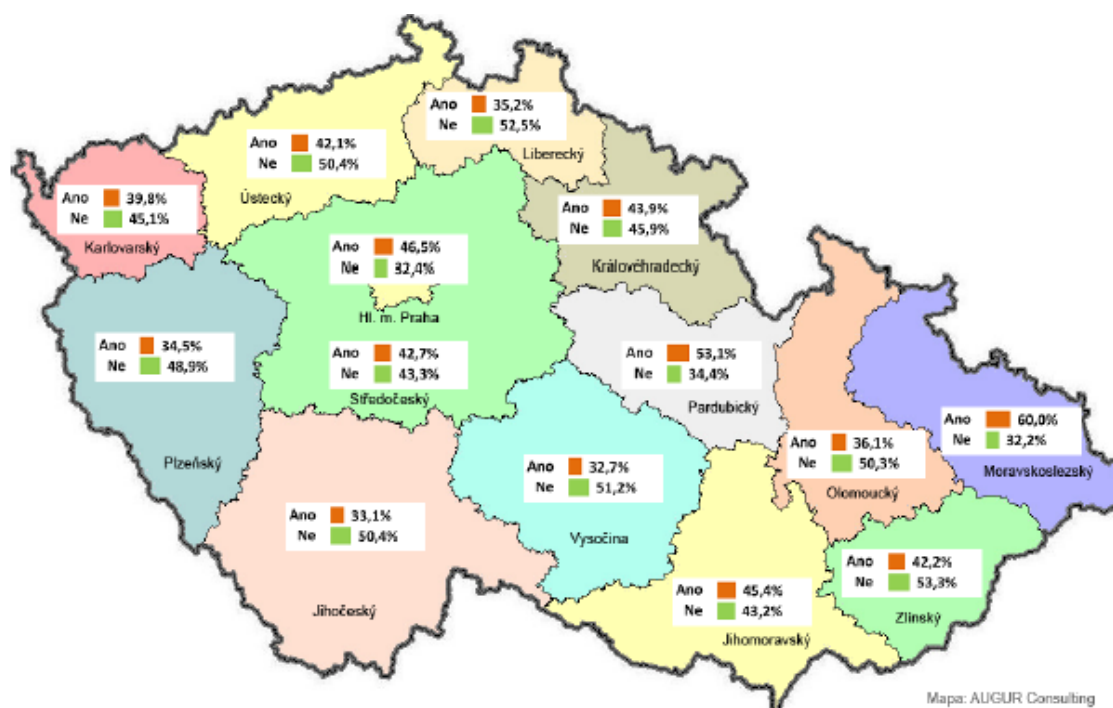 Ano 35,2%
Ne 52,5%
Liberecký
Ano 42,1%
Ne 50,4%
Ústecký
Ano 39,8%
Ne 45,1%
Karlovarský
Ano 43,9%
Ne 45,9%
Královéhradecký
Ano 46,5%
Ne 32,4%
Hl. m. Praha
Ano 42,7%
Ne 43,3%
Středočeský
Ano 34,5%
Ne 48,9%
Plzeňský
Ano 53,1%
Ne 34,4%
Pardubický
Ano 60,0%
Ne 32,2%
Moravskoslezský
Ano 36,1%
Ne 50,3%
Olomoucký
Ano 32,7%
Ne 51,2%
Vysočina
Ano 33,1%
Ne 50,4%
Jihočeský
Ano 42,2%
Ne 53,3%
Zlínský
Ano 45,4%
Ne 43,2%
Jihomoravský
Mapa: AUGUR Consulting